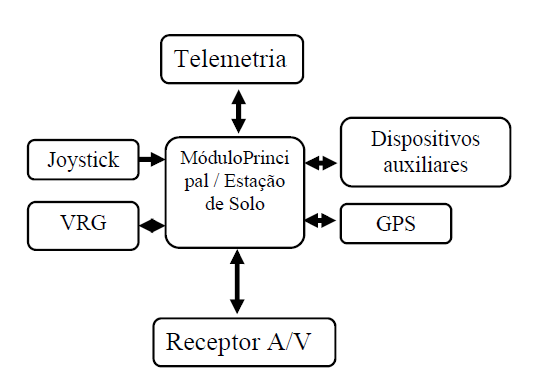 Telemetria
Joystick
MóduloPrinci
pal / Estação
de Solo
Dispositivos
auxiliares
VRG
GPS
Receptor A/V